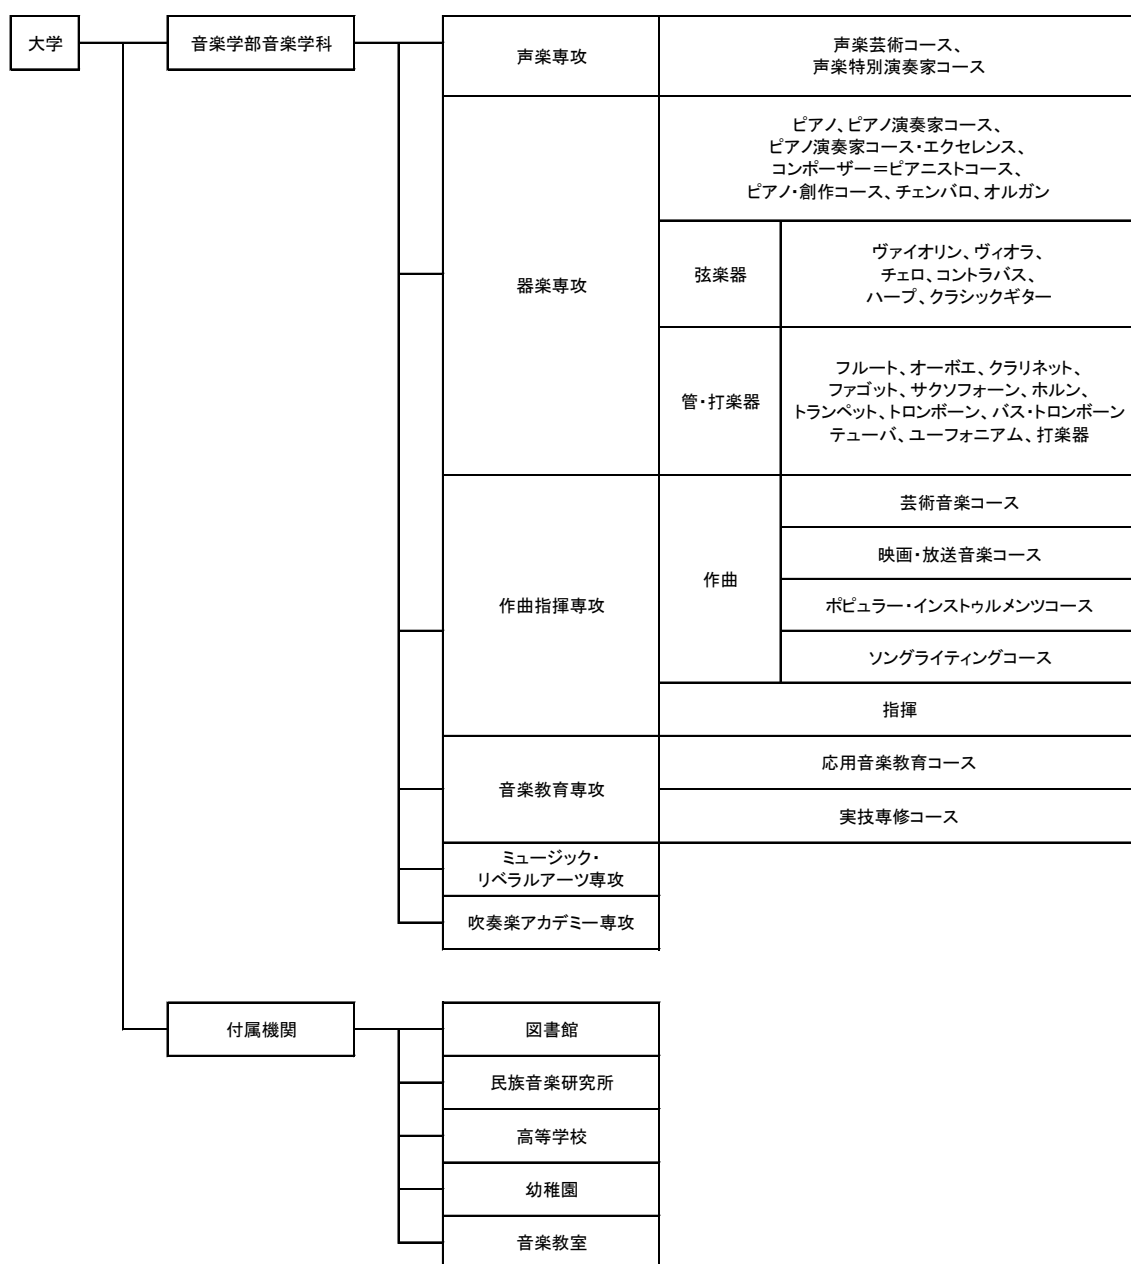 大学
音楽学部音楽学科
声楽専攻
声楽芸術コース、
声楽特別演奏家コース
器楽専攻
ピアノ、ピアノ演奏家コース、
ピアノ演奏家コース・エクセレンス、
コンポーザー＝ピアニストコース、
ピアノ・創作コース、チェンバロ、オルガン
弦楽器
ヴァイオリン、ヴィオラ、
チェロ、コントラバス、
ハープ、クラシックギター
管・打楽器
フルート、オーボエ、クラリネット、
ファゴット、サクソフォーン、ホルン、
トランペット、トロンボーン、バス・トロンボーン
テューバ、ユーフォニアム、打楽器
作曲指揮専攻
作曲
芸術音楽コース
映画・放送音楽コース
ポピュラー・インストゥルメンツコース
ソングライティングコース
指揮
音楽教育専攻
応用音楽教育コース
実技専修コース
ミュージック・
リベラルアーツ専攻
吹奏楽アカデミー専攻
付属機関
図書館
民族音楽研究所
高等学校
幼稚園
音楽教室